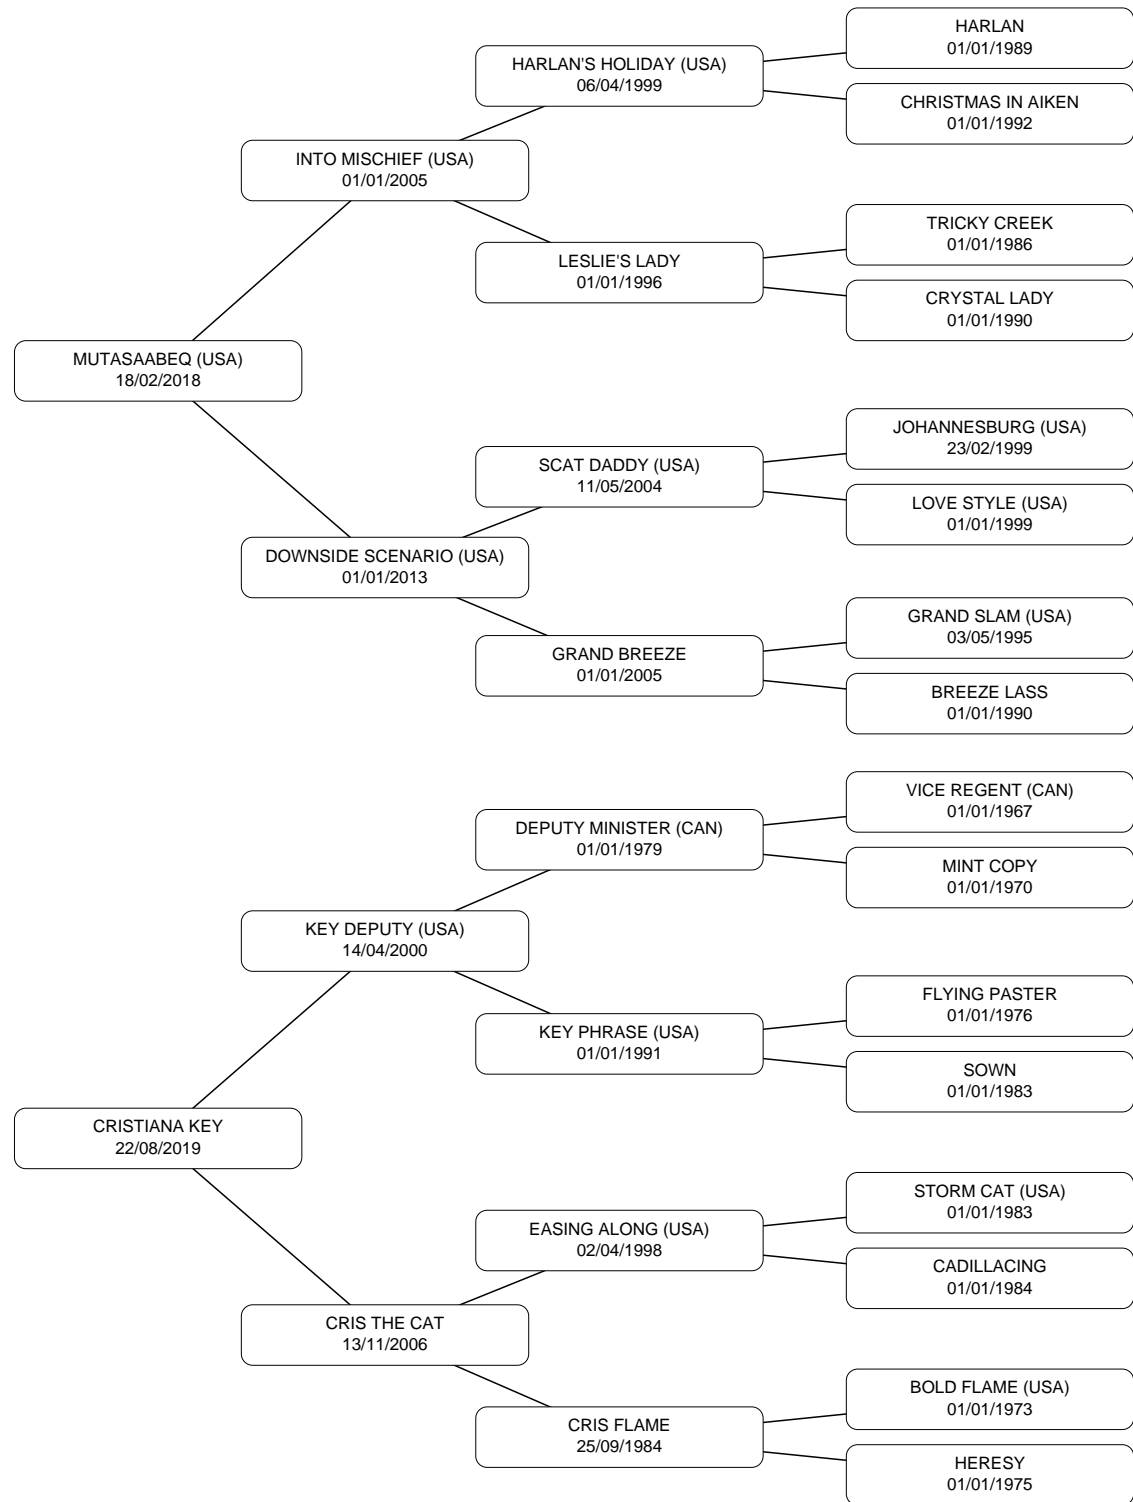 HARLAN
01/01/1989
HARLAN'S HOLIDAY (USA)
06/04/1999
CHRISTMAS IN AIKEN
01/01/1992
INTO MISCHIEF (USA)
01/01/2005
TRICKY CREEK
01/01/1986
LESLIE'S LADY
01/01/1996
CRYSTAL LADY
01/01/1990
MUTASAABEQ (USA)
18/02/2018
JOHANNESBURG (USA)
23/02/1999
SCAT DADDY (USA)
11/05/2004
LOVE STYLE (USA)
01/01/1999
DOWNSIDE SCENARIO (USA)
01/01/2013
GRAND SLAM (USA)
03/05/1995
GRAND BREEZE
01/01/2005
BREEZE LASS
01/01/1990
VICE REGENT (CAN)
01/01/1967
DEPUTY MINISTER (CAN)
01/01/1979
MINT COPY
01/01/1970
KEY DEPUTY (USA)
14/04/2000
FLYING PASTER
01/01/1976
KEY PHRASE (USA)
01/01/1991
SOWN
01/01/1983
CRISTIANA KEY
22/08/2019
STORM CAT (USA)
01/01/1983
EASING ALONG (USA)
02/04/1998
CADILLACING
01/01/1984
CRIS THE CAT
13/11/2006
BOLD FLAME (USA)
01/01/1973
CRIS FLAME
25/09/1984
HERESY
01/01/1975